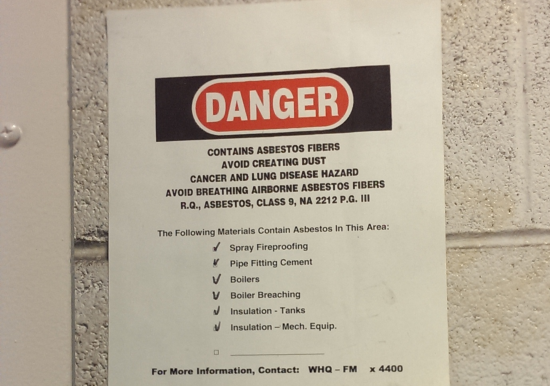 DANGER
CONTAINS ASBESTOS FIBERS
AVOID CREATING DUST
CANCER AND LUNG DISEASE HAZARD
AVOID BREATHING AIRBORNE ASBESTOS FIBERS
R.Q., ASBESTOS, CLASS 9, NA 2212 P.G. III
The Following Materials Contain Asbestos In This Area:
Spray Fireproofing
Pipe Fitting Cement
Boilers
Boiler Breaching
Insulation - Tanks
Insulation – Mech. Equip.
For More Information, Contact: WHQ – FM x 4400